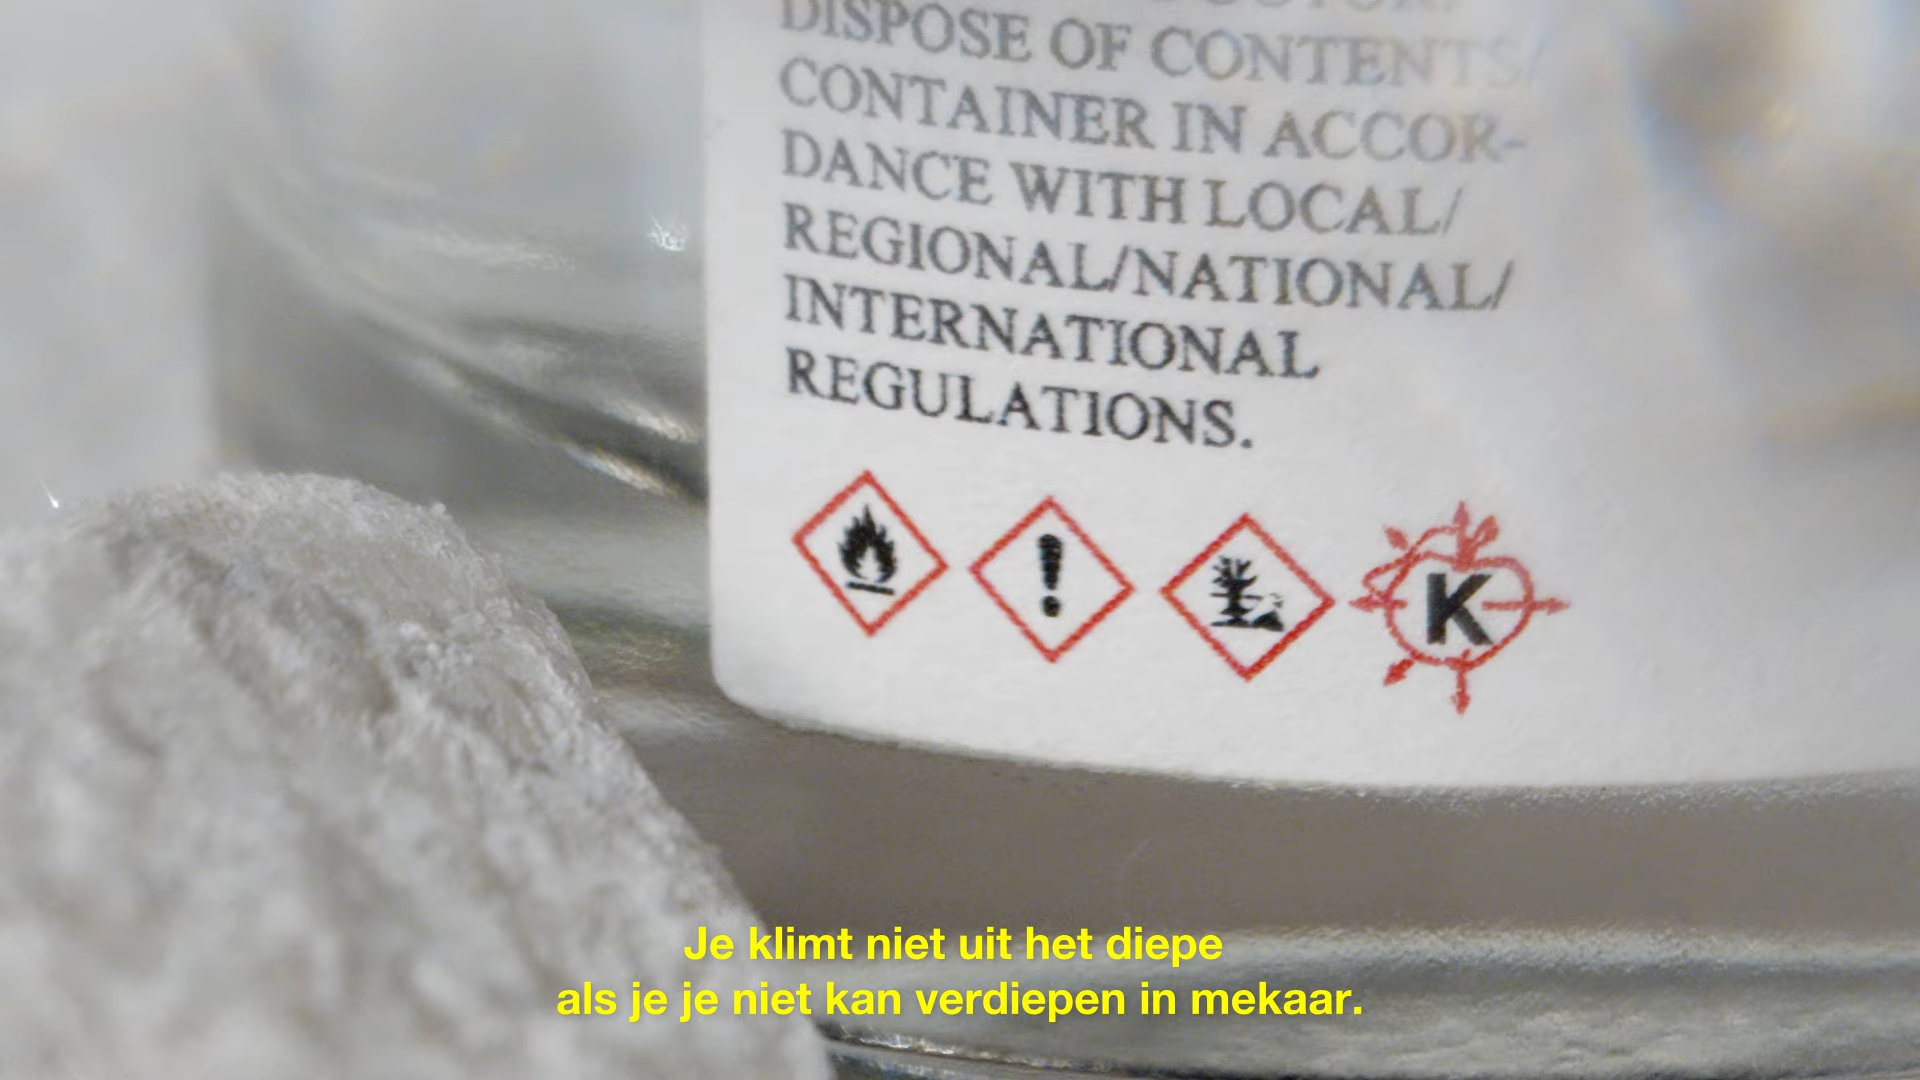 DISPOSE OF CONTENTS/
CONTAINER IN ACCOR-
DANCE WITH LOCAL/
REGIONAL/NATIONAL/
INTERNATIONAL
REGULATIONS.
K
Je klimt niet uit het diepe
als je je niet kan verdiepen in mekaar.